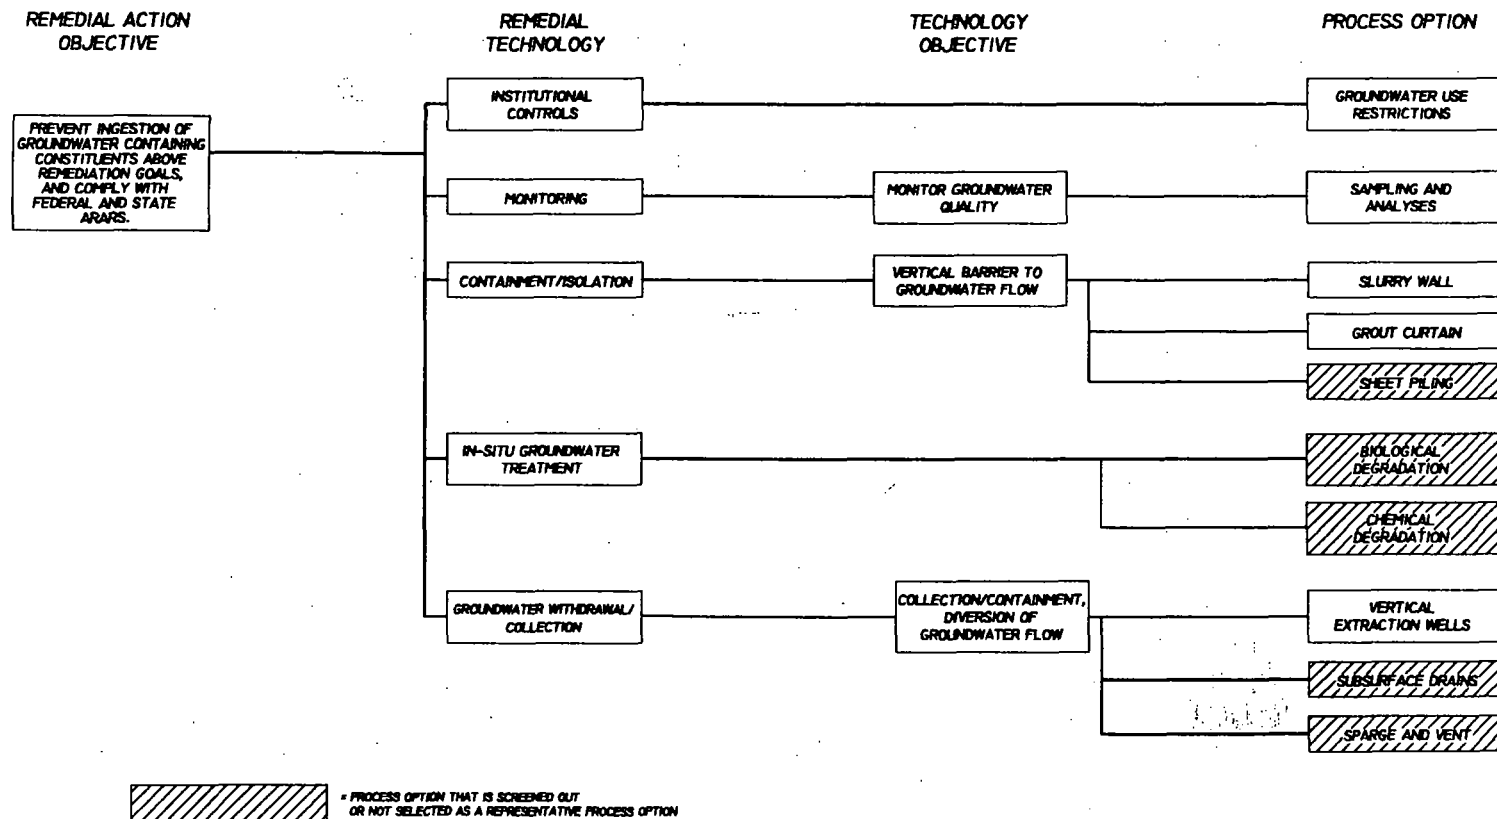 REMEDIAL ACTION
OBJECTIVE
REMEDIAL
TECHNOLOGY
TECHNOLOGY
OBJECTIVE
PROCESS OPTION
PREVENT INGESTION OF
GROUNDWATER CONTAINING
CONSTITUENTS ABOVE
REMEDIATION GOALS,
AND COMPLY WITH
FEDERAL AND STATE
ARARS.
INSTITUTIONAL
CONTROLS
GROUNDWATER USE
RESTRICTIONS
MONITORING
MONITOR GROUNDWATER
QUALITY
SAMPLING AND
ANALYSES
CONTAINMENT/ISOLATION
VERTICAL BARRIER TO
GROUNDWATER FLOW
SLURRY WALL
GROUT CURTAIN
SHEET PILING
IN-SITU GROUNDWATER
TREATMENT
BIOLOGICAL
DEGRADATION
CHEMICAL
DEGRADATION
GROUNDWATER WITHDRAWAL/
COLLECTION
COLLECTION/CONTAINMENT,
DIVERSION OF
GROUNDWATER FLOW
VERTICAL
EXTRACTION WELLS
SUBSURFACE DRAINS
SPARGE AND VENT
= PROCESS OPTION THAT IS SCREENED OUT
OR NOT SELECTED AS A REPRESENTATIVE PROCESS OPTION